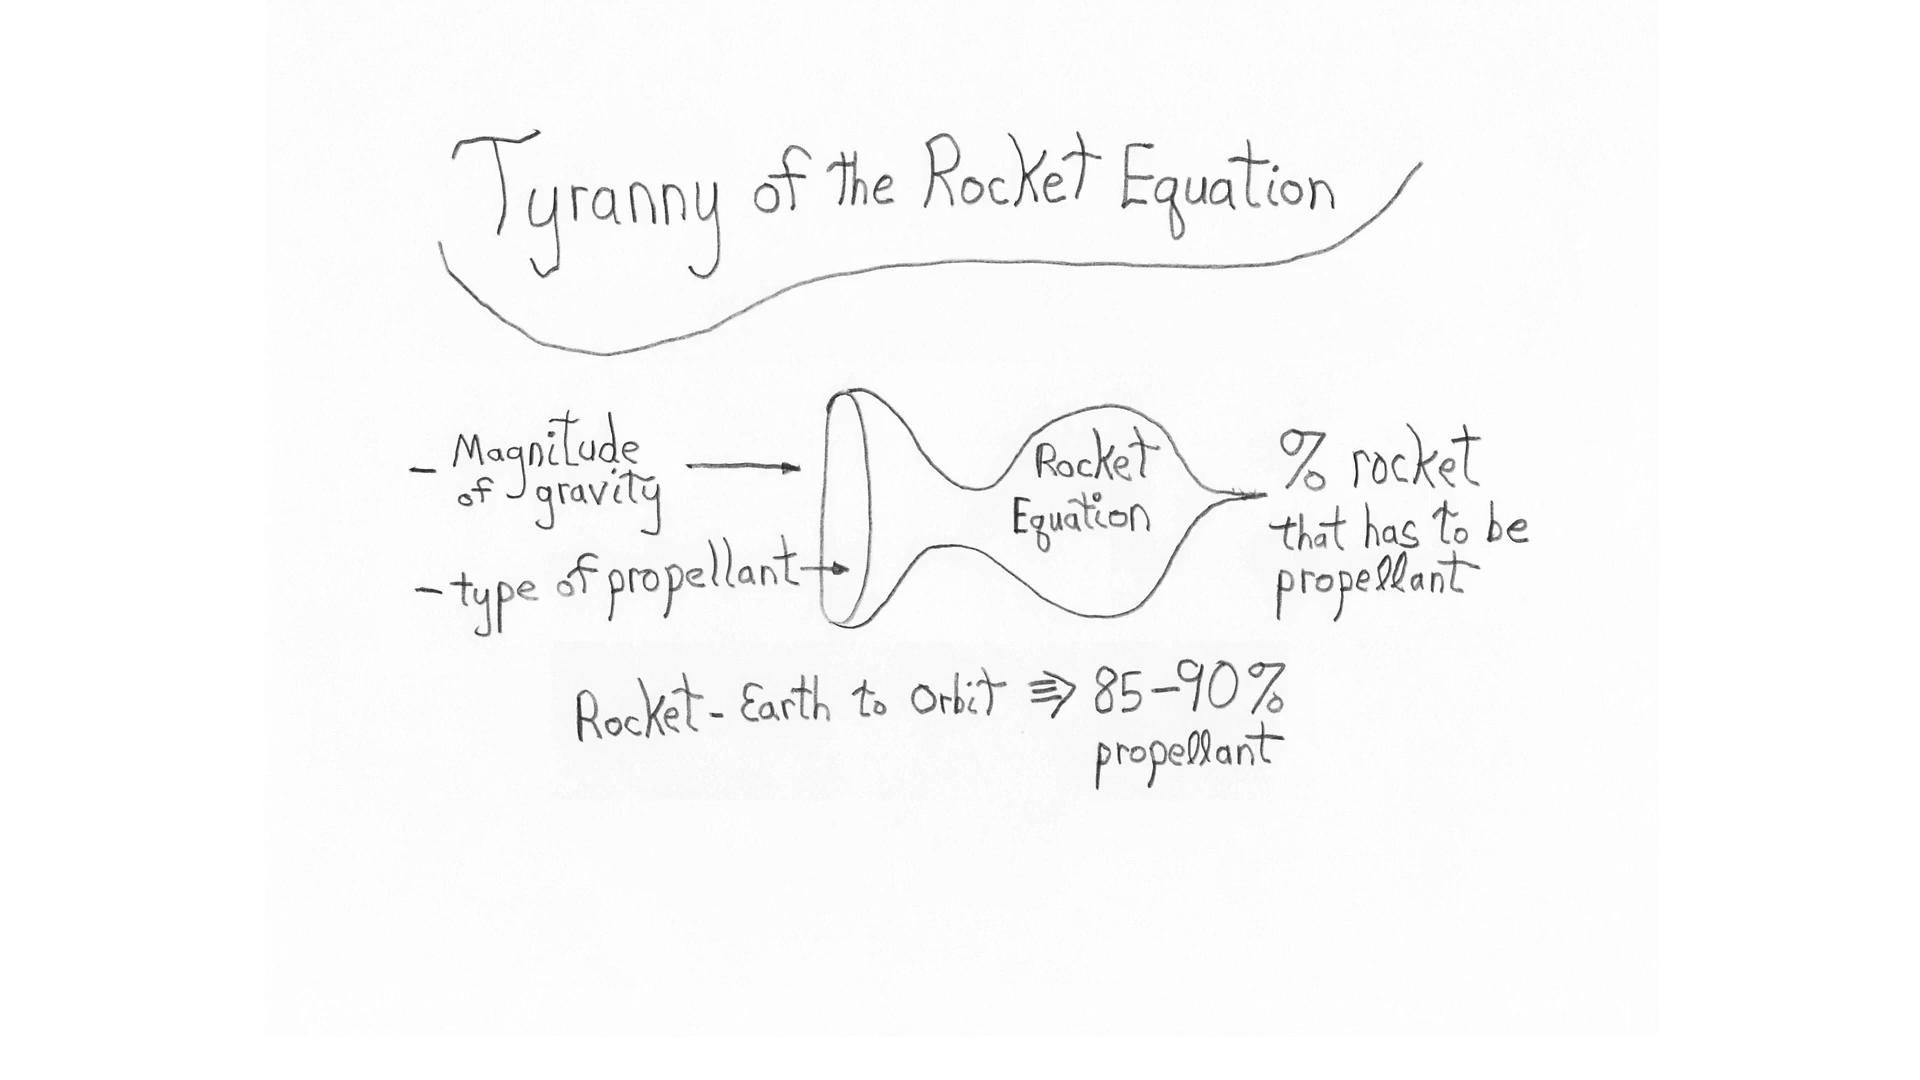 Tyranny of the Rocket Equation
- Magnitude
of gravity
- type of propellant
Rocket
Equation
% rocket
that has to be
propellant
Rocket - Earth to Orbit ⇛ 85-90%
propellant